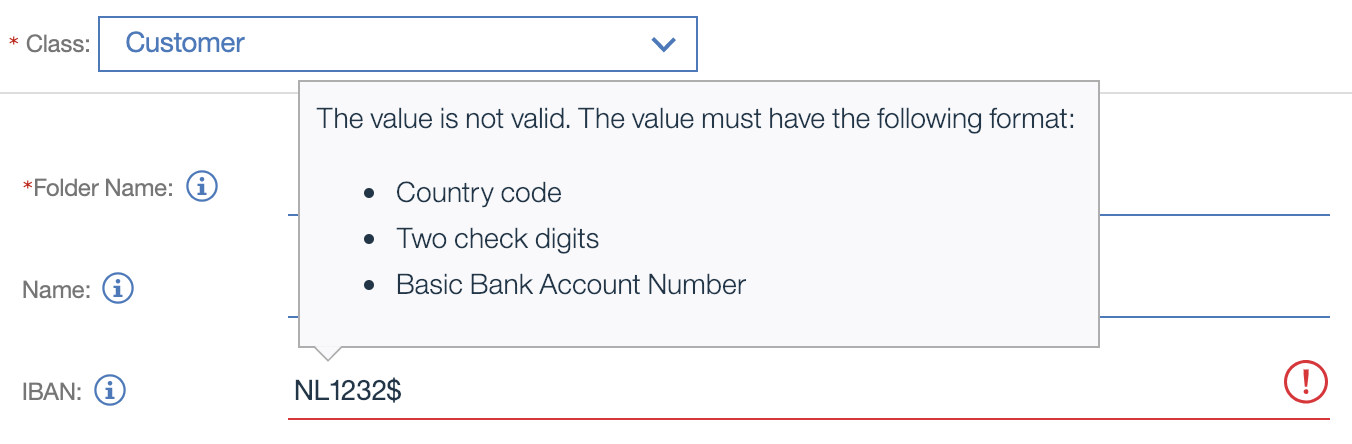 * Class: Customer
The value is not valid. The value must have the following format:
*Folder Name:
• Country code
• Two check digits
• Basic Bank Account Number
Name:
IBAN: NL1232$